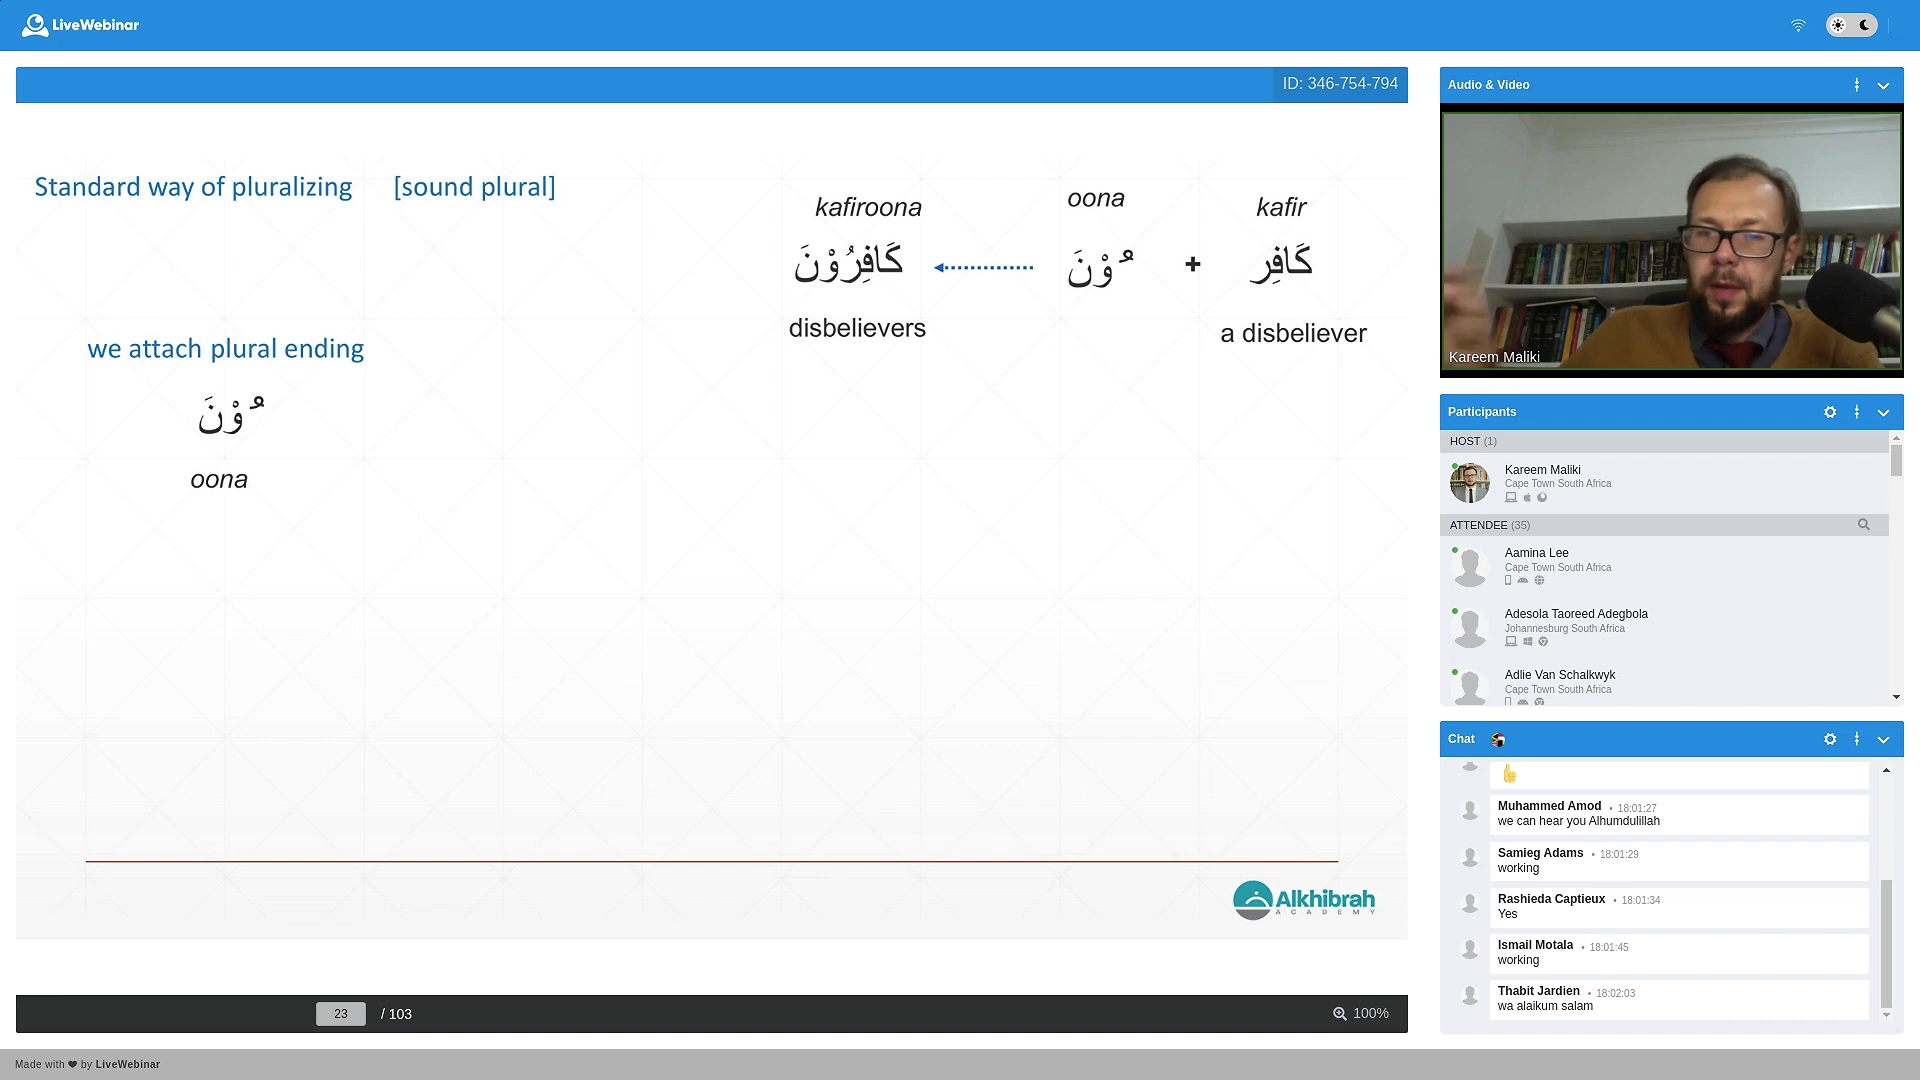 LiveWebinar
ID: 346-754-794
Standard way of pluralizing [sound plural]
kafiroona
oona
kafir
كَافِرُوْنَ
ُ وْنَ
+
كَافِر
disbelievers
a disbeliever
we attach plural ending
ُ وْنَ
oona
Alkhibrah
ACADEMY
23 / 103
100%
Audio & Video
Kareem Maliki
Participants
HOST (1)
Kareem Maliki
Cape Town South Africa
ATTENDEE (35)
Aamina Lee
Cape Town South Africa
Adesola Taoreed Adegbola
Johannesburg South Africa
Adlie Van Schalkwyk
Cape Town South Africa
Chat
Muhammed Amod • 18:01:27
we can hear you Alhumdulillah
Samieg Adams • 18:01:29
working
Rashieda Captieux • 18:01:34
Yes
Ismail Motala • 18:01:45
working
Thabit Jardien • 18:02:03
wa alaikum salam
Made with ❤ by LiveWebinar